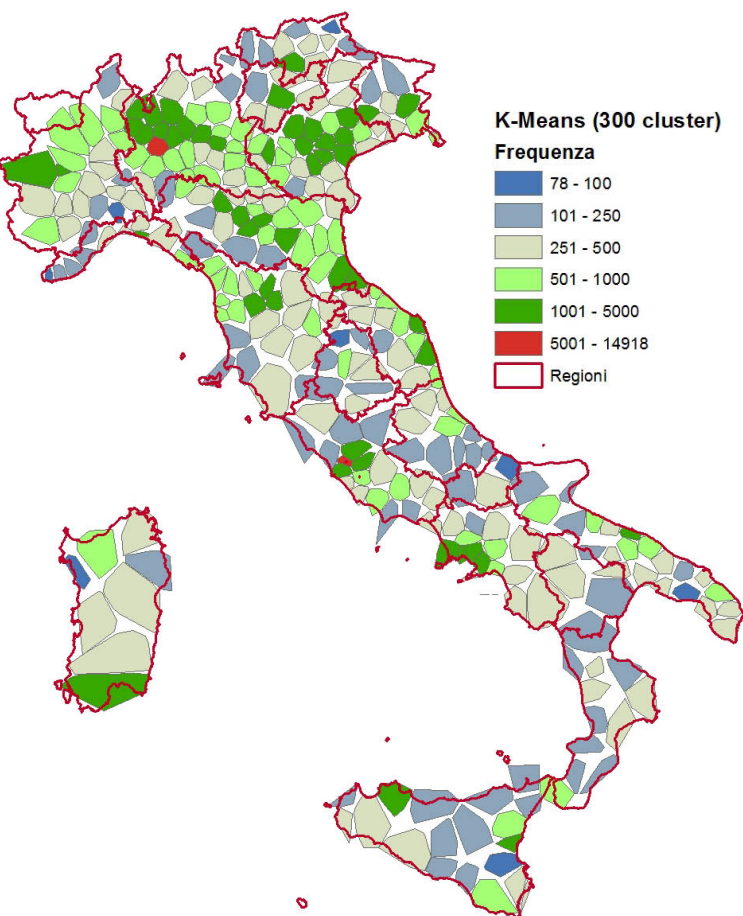 K-Means (300 cluster)
Frequenza
78 - 100
101 - 250
251 - 500
501 - 1000
1001 - 5000
5001 - 14918
Regioni